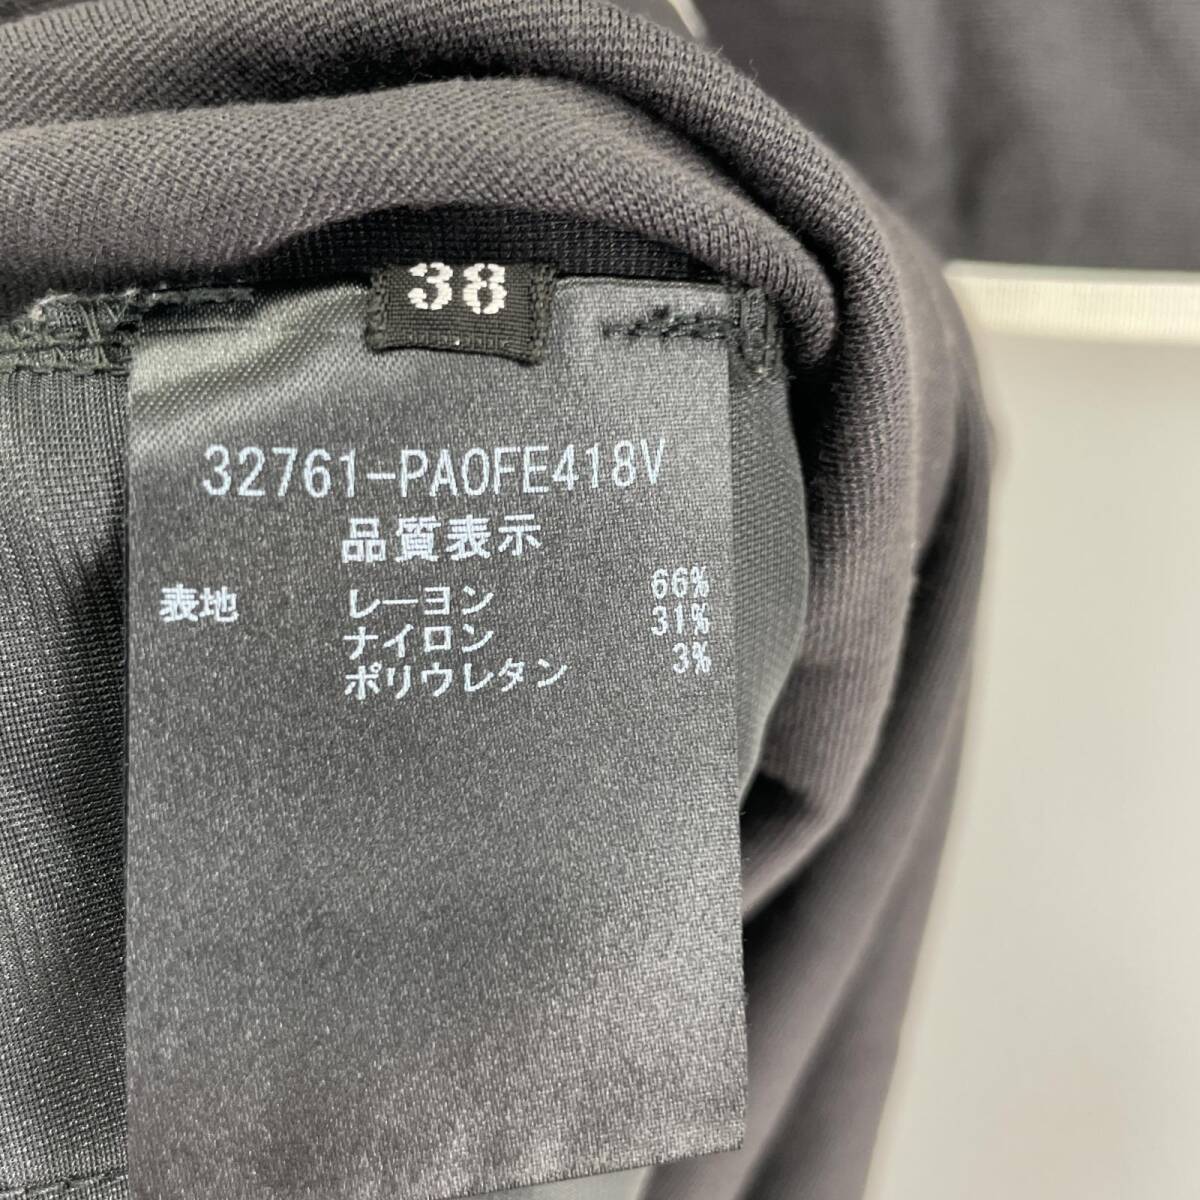 38
32761-PA0FE418V
品質表示
表地 レーヨン 66%
ナイロン 31%
ポリウレタン 3%